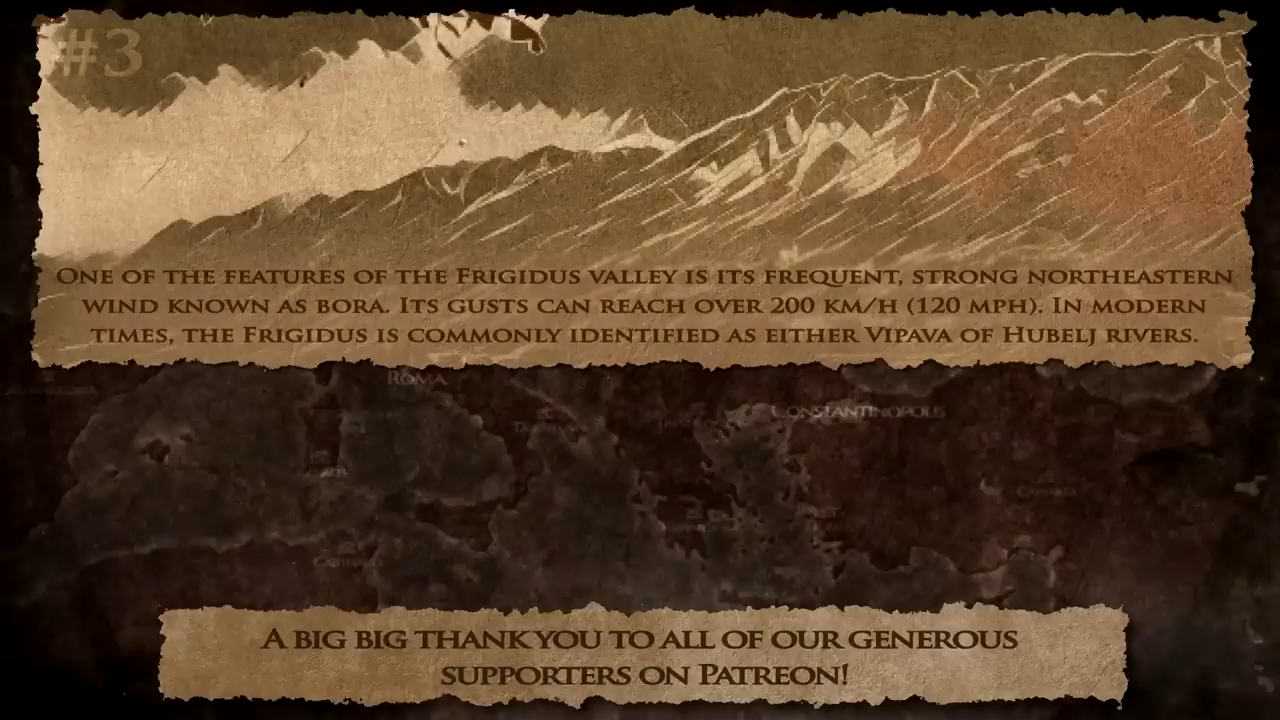 #3
One of the features of the Frigidus valley is its frequent, strong northeastern
wind known as bora. Its gusts can reach over 200 km/h (120 mph). In modern
times, the Frigidus is commonly identified as either Vipava of Hubelj rivers.
Roma
Constantinopolis
A big big thank you to all of our generous
supporters on Patreon!